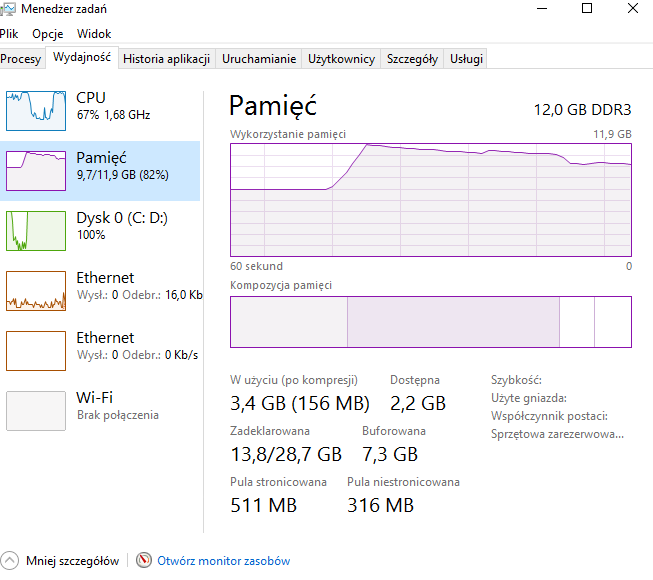 Menedżer zadań
Plik Opcje Widok
Procesy Wydajność Historia aplikacji Uruchamianie Użytkownicy Szczegóły Usługi
CPU
67% 1,68 GHz
Pamięć
9,7/11,9 GB (82%)
Dysk 0 (C: D:)
100%
Ethernet
Wysł.: 0 Odebr.: 16,0 Kb
Ethernet
Wysł.: 0 Odebr.: 0 Kb/s
Wi-Fi
Brak połączenia
Pamięć 12,0 GB DDR3
Wykorzystanie pamięci 11,9 GB
60 sekund 0
Kompozycja pamięci
W użyciu (po kompresji) Dostępna
3,4 GB (156 MB) 2,2 GB
Zadeklarowana Buforowana
13,8/28,7 GB 7,3 GB
Pula stronicowana Pula niestronicowana
511 MB 316 MB
Szybkość:
Użyte gniazda:
Współczynnik postaci:
Sprzętowa zarezerwowa...
Mniej szczegółów Otwórz monitor zasobów